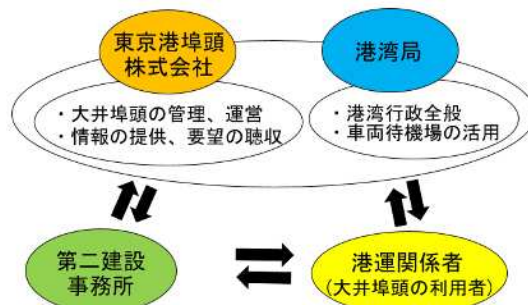 東京港埠頭
株式会社
港湾局
・大井埠頭の管理、運営
・情報の提供、要望の聴収
・港湾行政全般
・車両待機場の活用
第二建設
事務所
港運関係者
(大井埠頭の利用者)